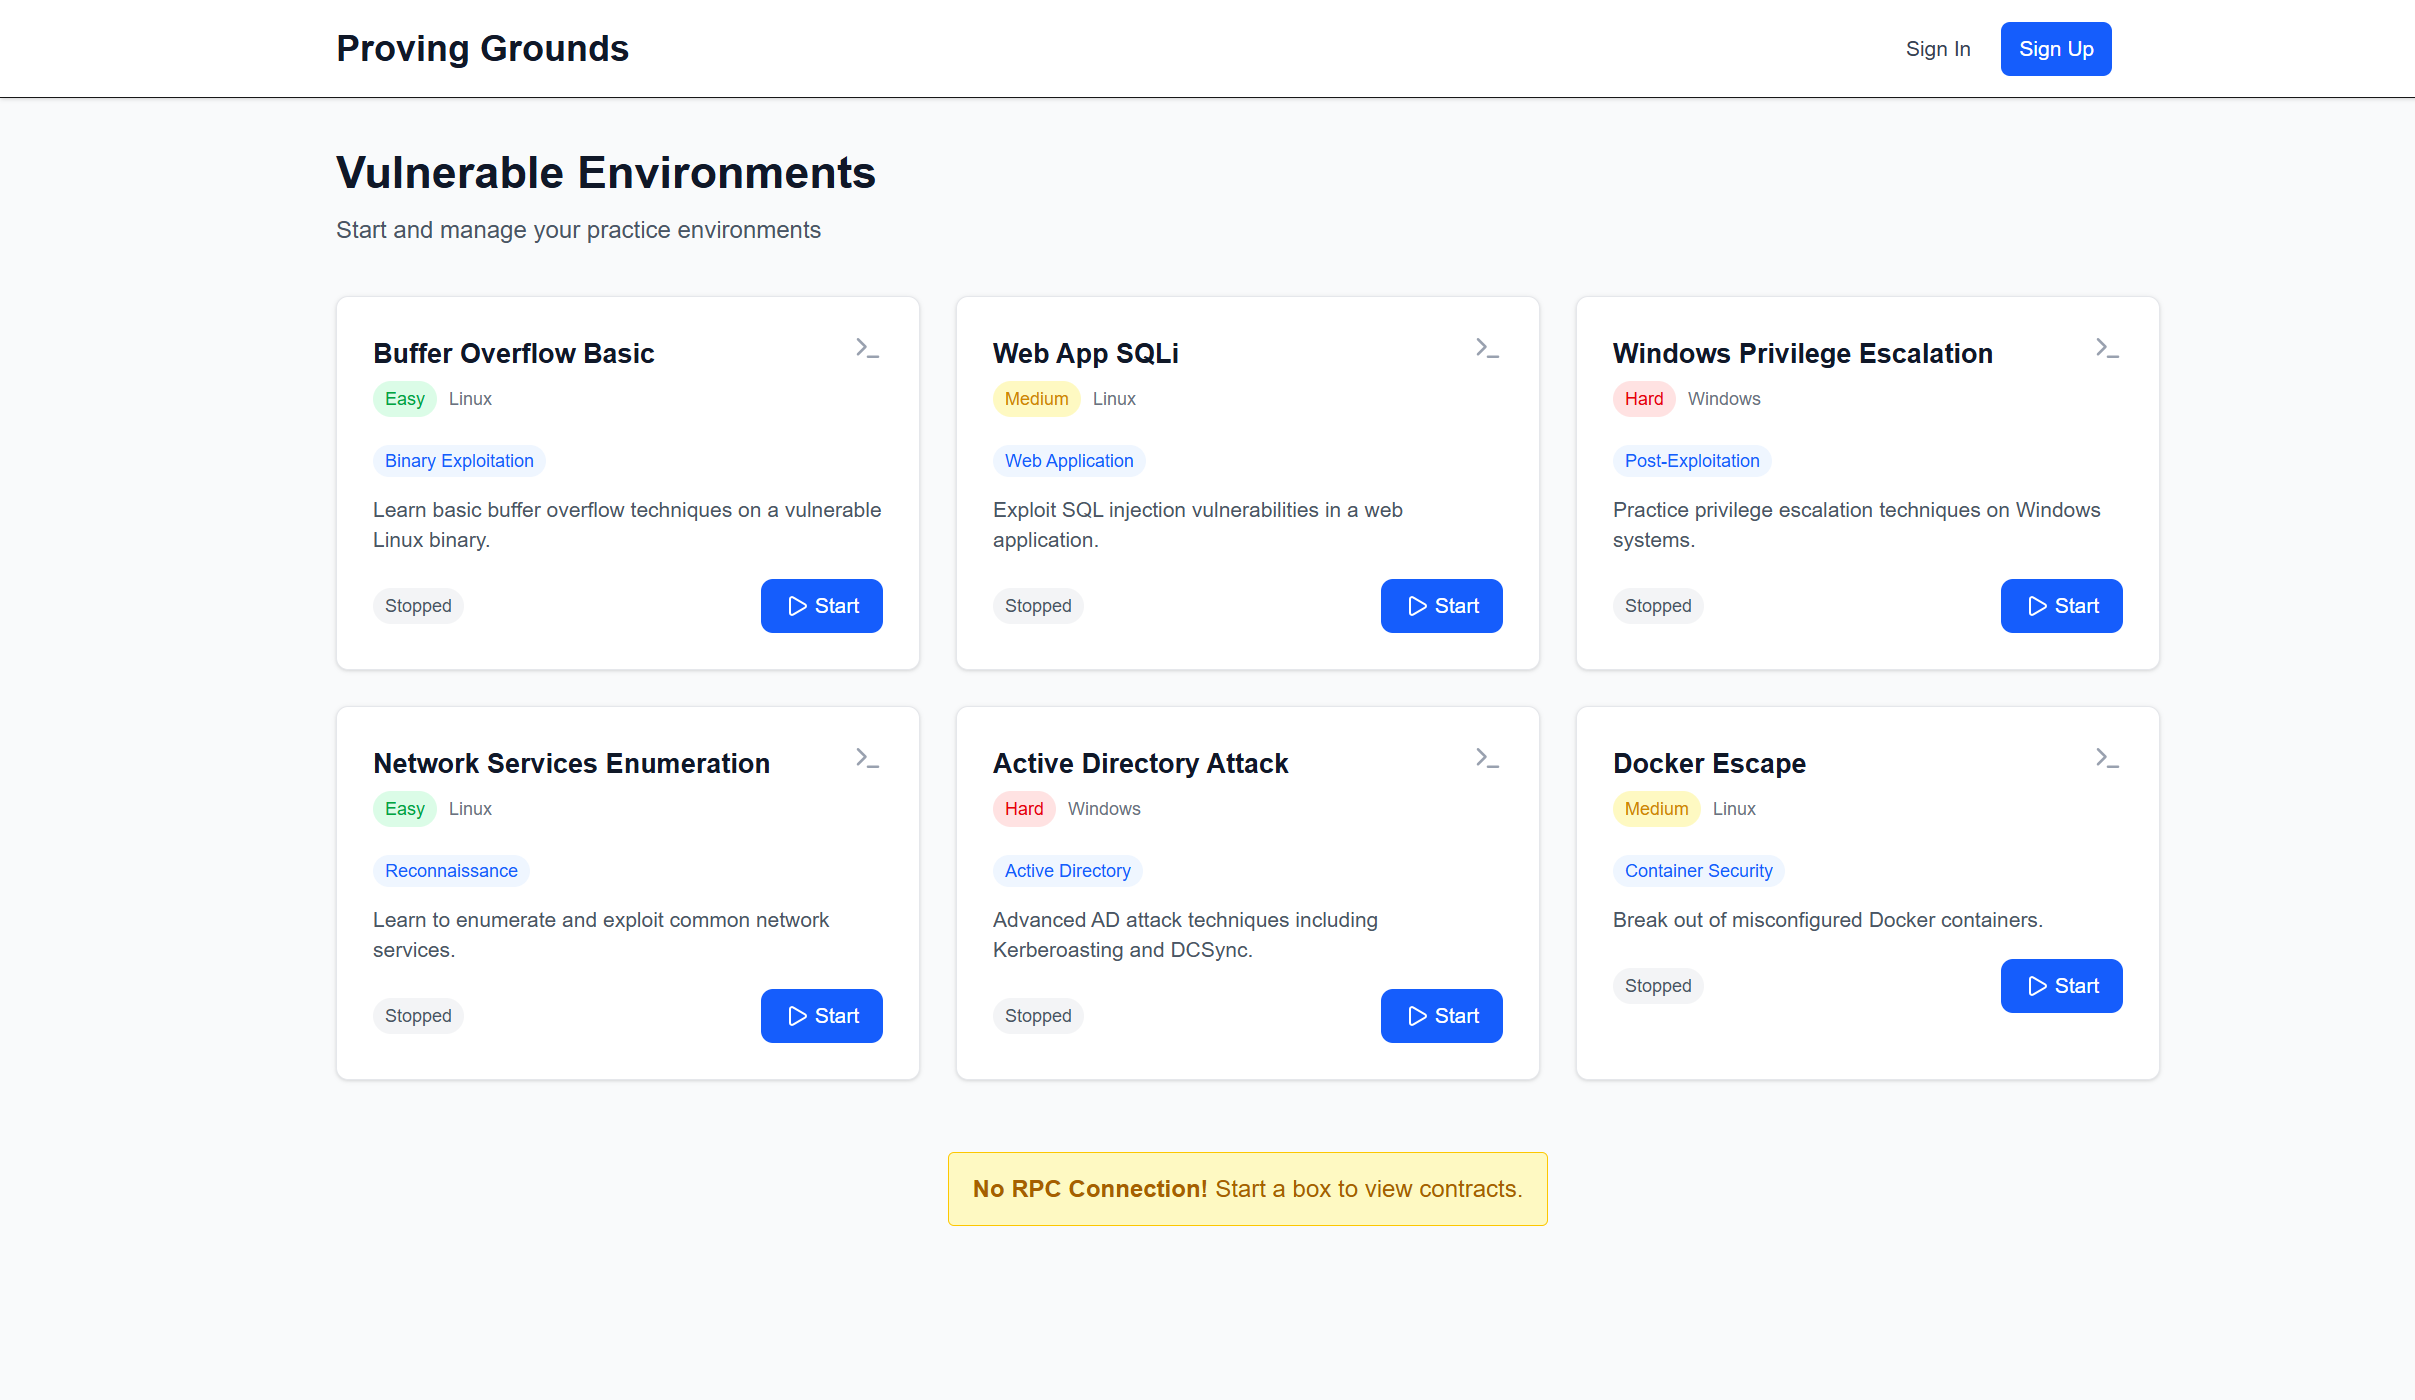 Proving Grounds
Sign In
Sign Up
Vulnerable Environments
Start and manage your practice environments
Buffer Overflow Basic
Easy Linux
Binary Exploitation
Learn basic buffer overflow techniques on a vulnerable
Linux binary.
Stopped
Start
Web App SQLi
Medium Linux
Web Application
Exploit SQL injection vulnerabilities in a web
application.
Stopped
Start
Windows Privilege Escalation
Hard Windows
Post-Exploitation
Practice privilege escalation techniques on Windows
systems.
Stopped
Start
Network Services Enumeration
Easy Linux
Reconnaissance
Learn to enumerate and exploit common network
services.
Stopped
Start
Active Directory Attack
Hard Windows
Active Directory
Advanced AD attack techniques including
Kerberoasting and DCSync.
Stopped
Start
Docker Escape
Medium Linux
Container Security
Break out of misconfigured Docker containers.
Stopped
Start
No RPC Connection! Start a box to view contracts.